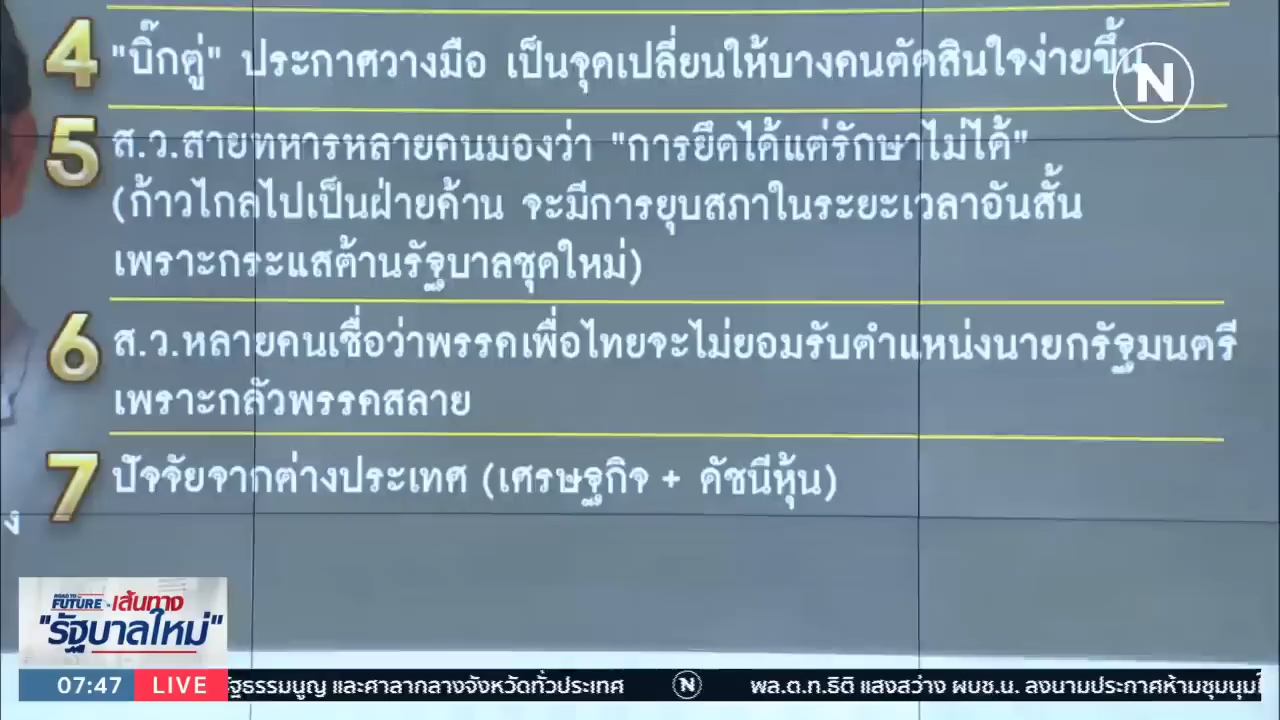 4 "บิ๊กตู่" ประกาศวางมือ เป็นจุดเปลี่ยนให้บางคนตัดสินใจง่ายขึ้น
N
5 ส.ว.สายทหารหลายคนมองว่า "การยึดได้แต่รักษาไม่ได้"
(ก้าวไกลไปเป็นฝ่ายค้าน จะมีการยุบสภาในระยะเวลาอันสั้น
เพราะกระแสต้านรัฐบาลชุดใหม่)
6 ส.ว.หลายคนเชื่อว่าพรรคเพื่อไทยจะไม่ยอมรับตำแหน่งนายกรัฐมนตรี
เพราะกลัวพรรคสลาย
7 ปัจจัยจากต่างประเทศ (เศรษฐกิจ + ดัชนีหุ้น)
ง
ROAD TO
FUTURE เส้นทาง
"รัฐบาลใหม่"
07:47 LIVE รัฐธรรมนูญ และศาลากลางจังหวัดทั่วประเทศ N พล.ต.ท.ธิติ แสงสว่าง ผบช.น. ลงนามประกาศห้ามชุมนุม